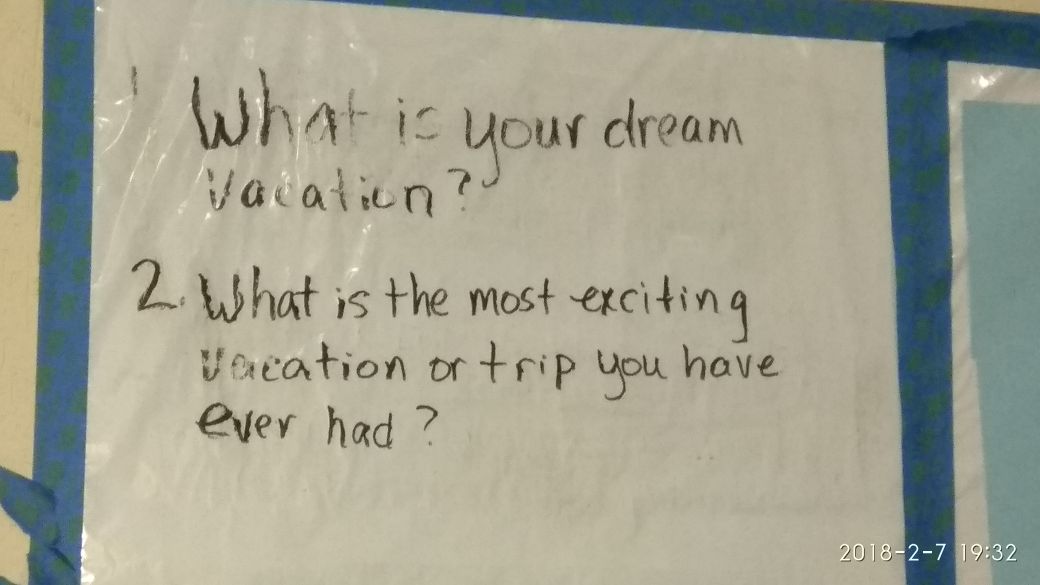 1 What is your dream
vacation?
2. What is the most exciting
vacation or trip you have
ever had?
2018-2-7 19:32